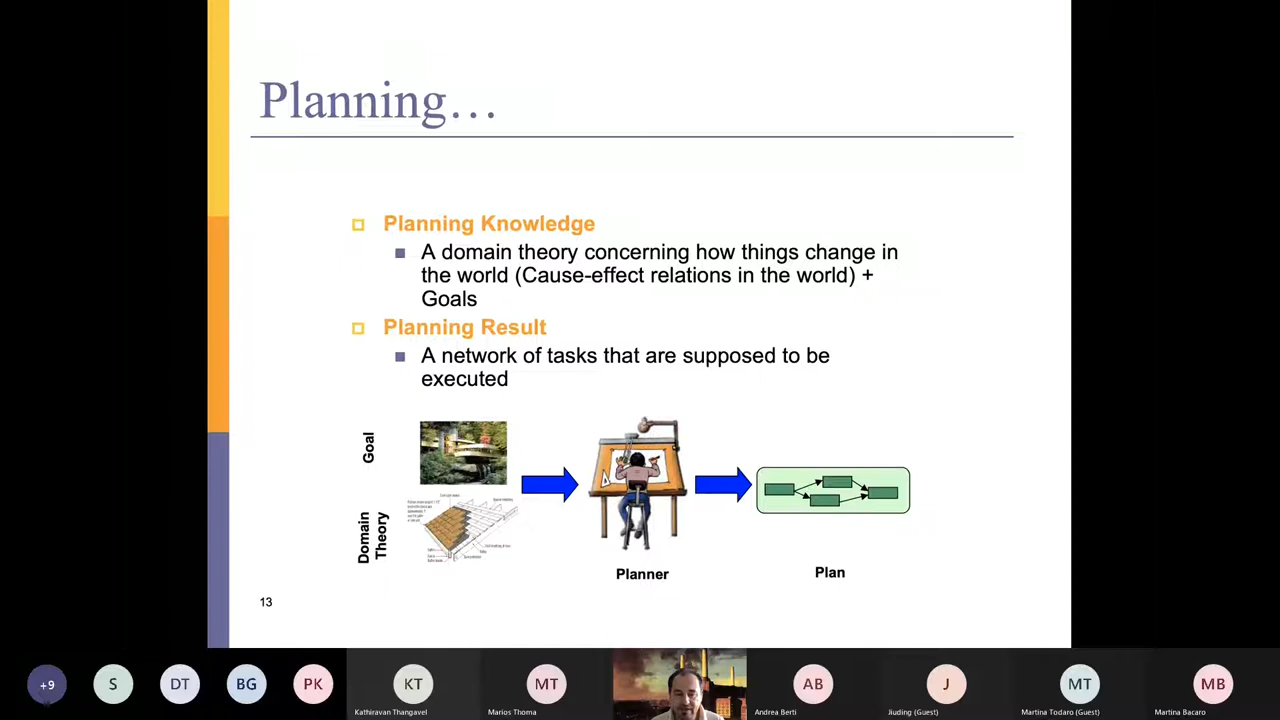 Planning…
Planning Knowledge
A domain theory concerning how things change in
the world (Cause-effect relations in the world) +
Goals
Planning Result
A network of tasks that are supposed to be
executed
Goal
Domain
Theory
Planner
Plan
13
+9
S
DT
BG
PK
KT
MT
AB
J
MT
MB
Kathiravan Thangavel
Marios Thoma
Andrea Berti
Jiuding (Guest)
Martina Todaro (Guest)
Martina Bacaro